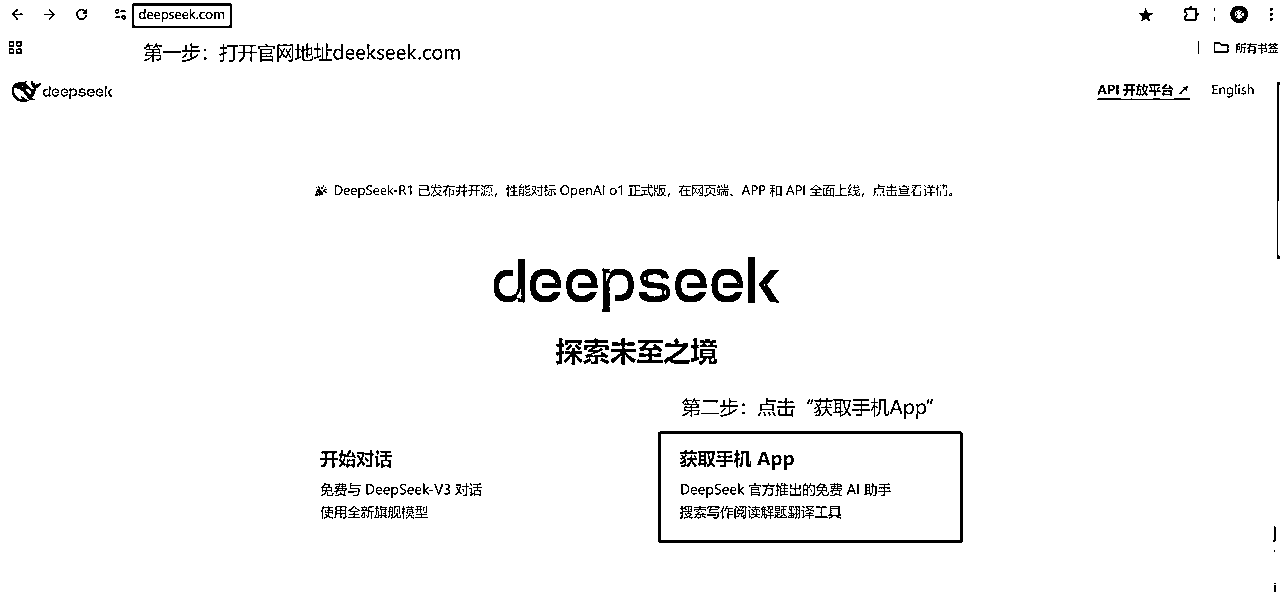 deepseek.com
第一步：打开官网地址deekseek.com
所有书签
deepseek
API 开放平台 ↗ English
🎉 DeepSeek-R1 已发布并开源，性能对标 OpenAI o1 正式版，在网页端、APP 和 API 全面上线，点击查看详情。
deepseek
探索未至之境
第二步：点击“获取手机App”
开始对话
免费与 DeepSeek-V3 对话
使用全新旗舰模型
获取手机 App
DeepSeek 官方推出的免费 AI 助手
搜索写作阅读解题翻译工具